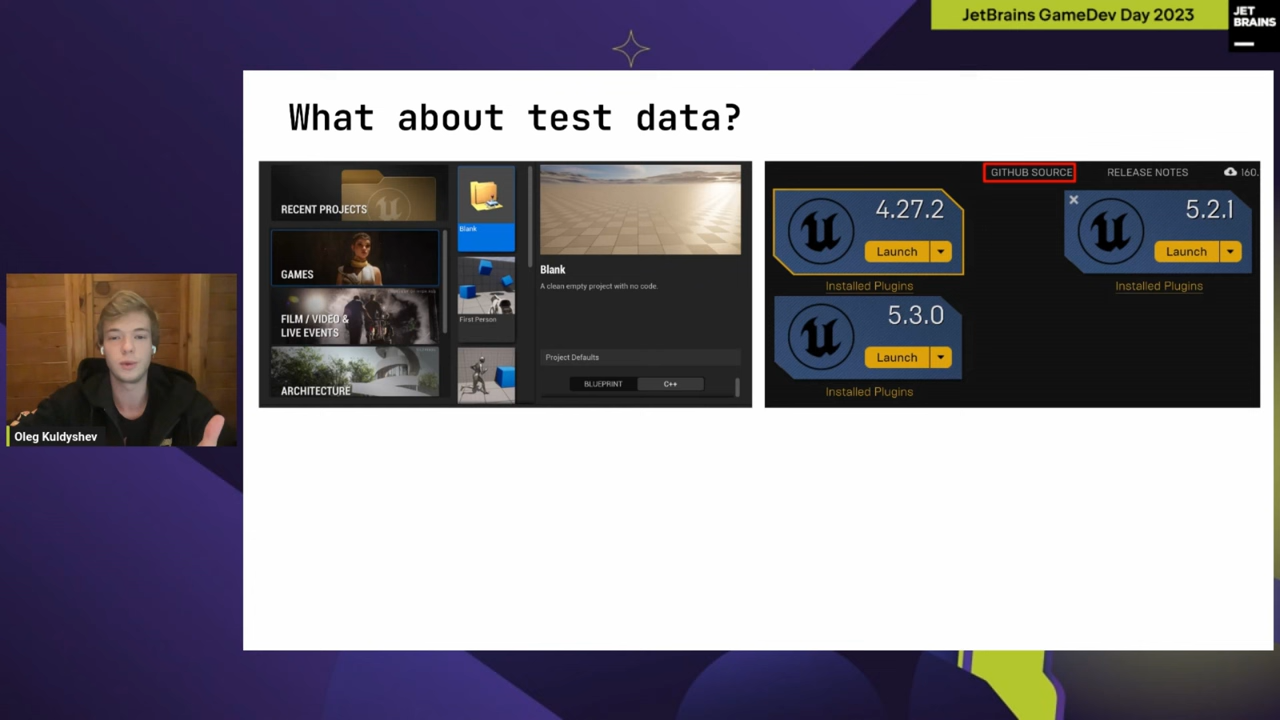 JetBrains GameDev Day 2023
JET
BRAINS
What about test data?
RECENT PROJECTS
GAMES
FILM / VIDEO &
LIVE EVENTS
ARCHITECTURE
Blank
First Person
Blank
A clean empty project with no code.
Project Defaults
BLUEPRINT
C++
GITHUB SOURCE
RELEASE NOTES
160.
4.27.2
Launch
Installed Plugins
5.2.1
Launch
Installed Plugins
5.3.0
Launch
Installed Plugins
Oleg Kuldyshev